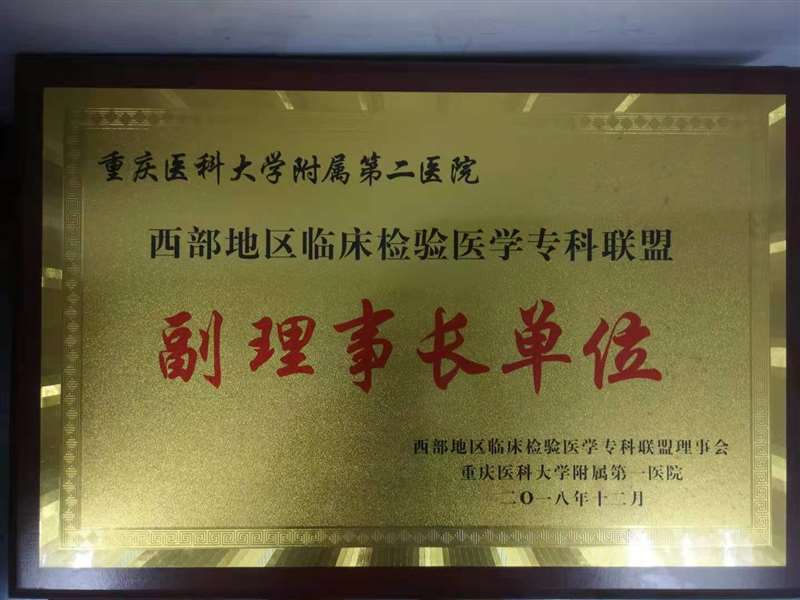 重庆医科大学附属第二医院
西部地区临床检验医学专科联盟
副理事长单位
西部地区临床检验医学专科联盟理事会
重庆医科大学附属第一医院
二O一八年十二月